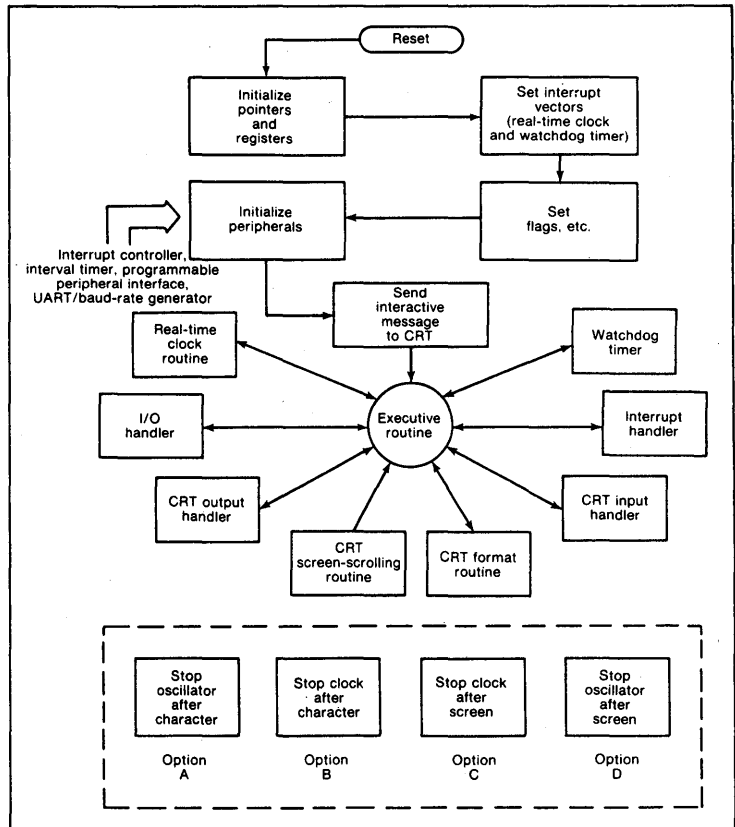 Reset
Initialize
pointers
and
registers
Set interrupt
vectors
(real-time clock
and watchdog timer)
Initialize
peripherals
Set
flags, etc.
Interrupt controller,
interval timer, programmable
peripheral interface,
UART/baud-rate generator
Send
interactive
message
to CRT
Real-time
clock
routine
Watchdog
timer
I/O
handler
Executive
routine
Interrupt
handler
CRT output
handler
CRT
screen-scrolling
routine
CRT format
routine
CRT input
handler
Stop
oscillator
after
character
Stop clock
after
character
Stop clock
after
screen
Stop
oscillator
after
screen
Option
A
Option
B
Option
C
Option
D